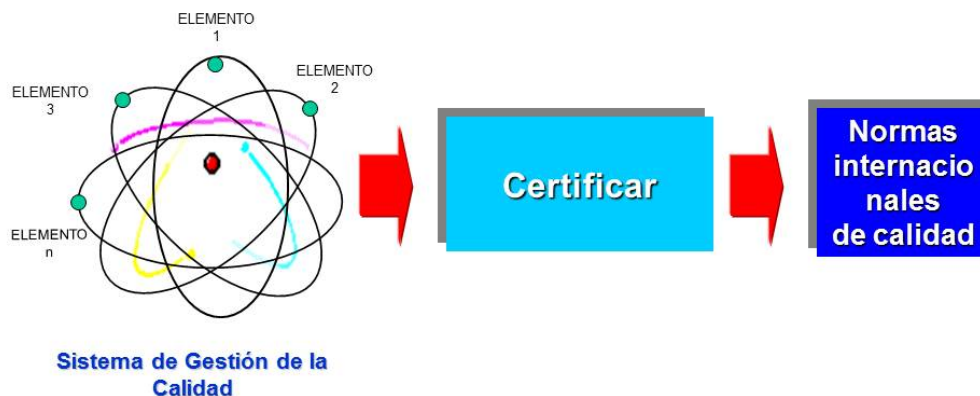 ELEMENTO
1
ELEMENTO
2
ELEMENTO
3
ELEMENTO
n
Sistema de Gestión de la
Calidad
Certificar
Normas
internacio
nales
de calidad